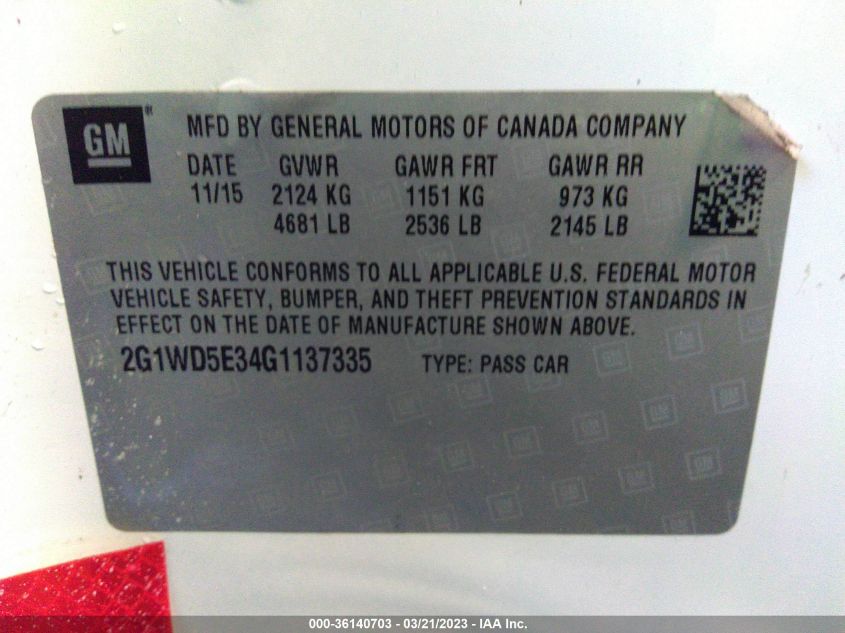 GM ®
MFD BY GENERAL MOTORS OF CANADA COMPANY
DATE GVWR GAWR FRT GAWR RR
11/15 2124 KG 1151 KG 973 KG
4681 LB 2536 LB 2145 LB
THIS VEHICLE CONFORMS TO ALL APPLICABLE U.S. FEDERAL MOTOR
VEHICLE SAFETY, BUMPER, AND THEFT PREVENTION STANDARDS IN
EFFECT ON THE DATE OF MANUFACTURE SHOWN ABOVE.
2G1WD5E34G1137335 TYPE: PASS CAR
000-36140703 - 03/21/2023 - IAA Inc.